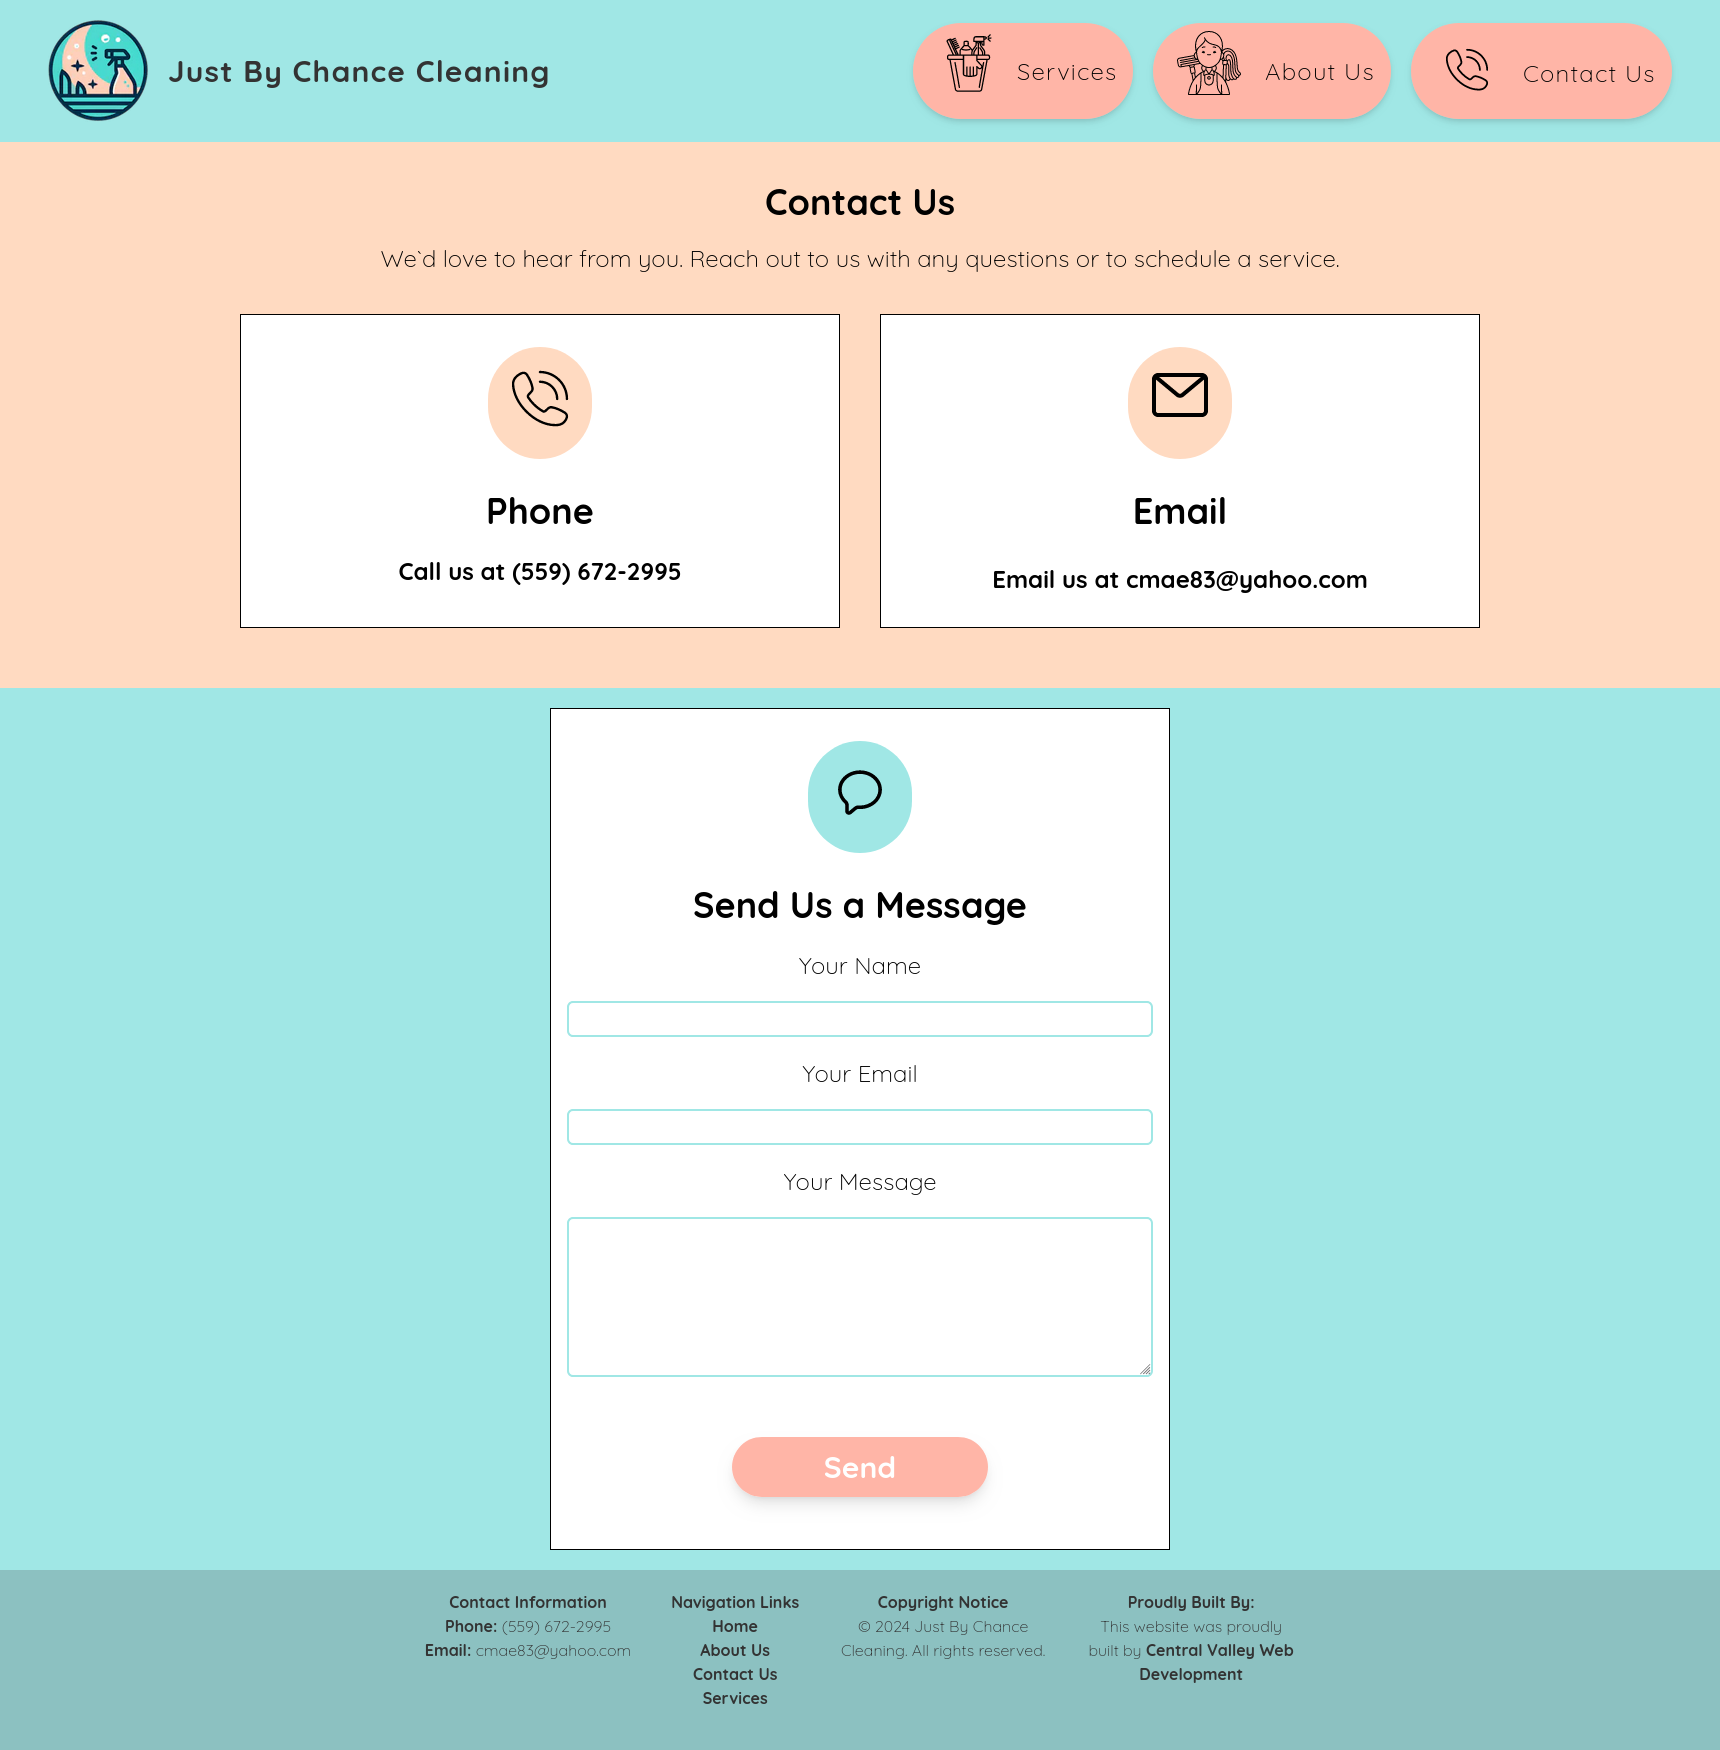 Just By Chance Cleaning
Services
About Us
Contact Us
Contact Us
We`d love to hear from you. Reach out to us with any questions or to schedule a service.
Phone
Call us at (559) 672-2995
Email
Email us at cmae83@yahoo.com
Send Us a Message
Your Name
Your Email
Your Message
Send
Contact Information
Phone: (559) 672-2995
Email: cmae83@yahoo.com
Navigation Links
Home
About Us
Contact Us
Services
Copyright Notice
© 2024 Just By Chance
Cleaning. All rights reserved.
Proudly Built By:
This website was proudly
built by Central Valley Web
Development